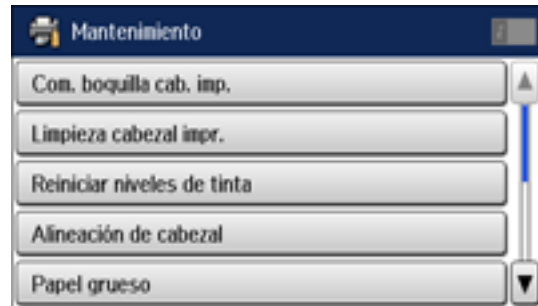 Mantenimiento
Com. boquilla cab. imp.
Limpieza cabezal impr.
Reiniciar niveles de tinta
Alineación de cabezal
Papel grueso